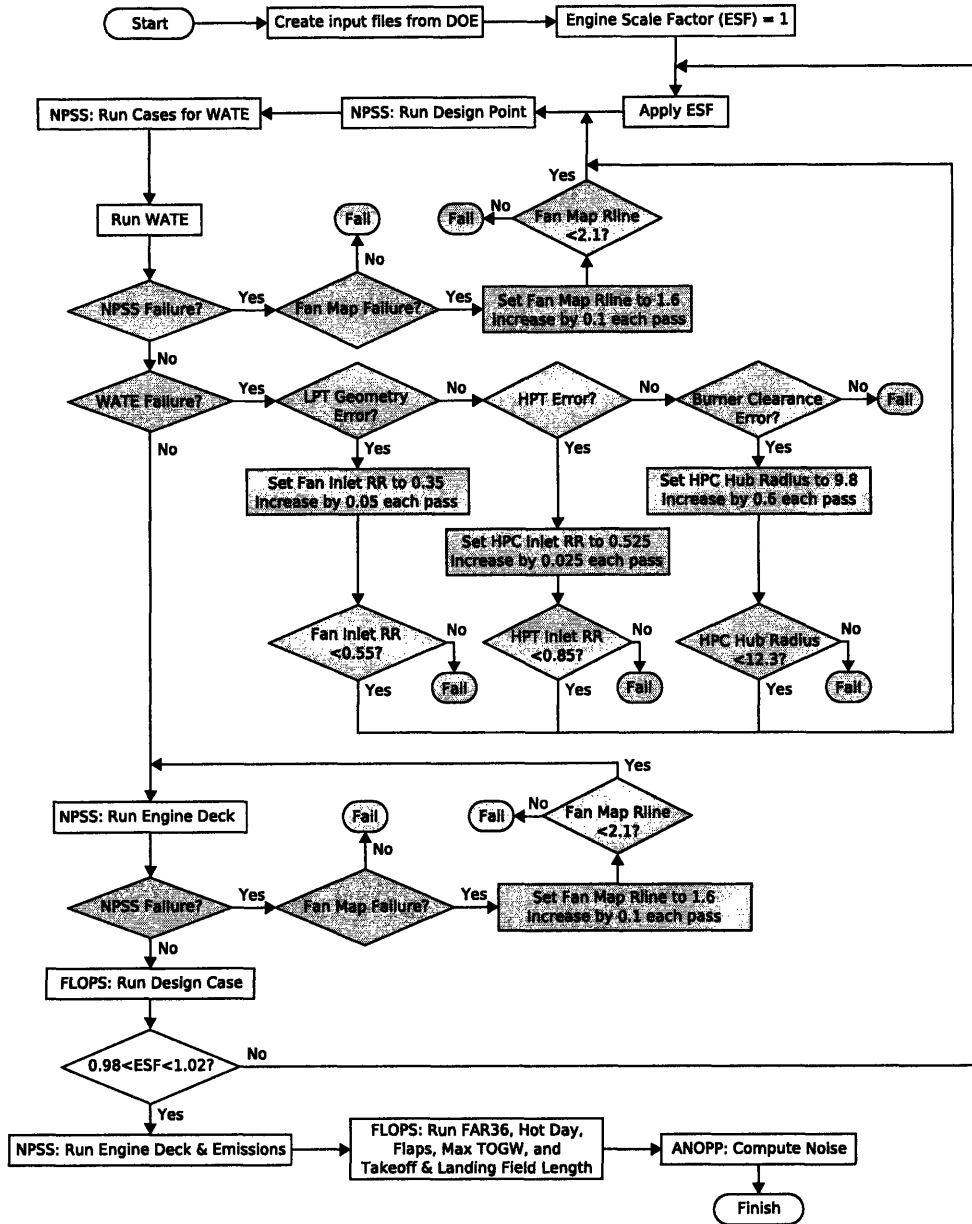 Start
Create input files from DOE
Engine Scale Factor (ESF) = 1
NPSS: Run Cases for WATE
NPSS: Run Design Point
Apply ESF
Yes
Run WATE
Fail
Fail
No
Fan Map Rline
<2.1?
No
NPSS Failure?
Yes
Fan Map Failure?
Yes
Set Fan Map Rline to 1.6
Increase by 0.1 each pass
No
WATE Failure?
Yes
LPT Geometry
Error?
No
HPT Error?
No
Burner Clearance
Error?
No
Fail
No
Yes
Yes
Yes
Set Fan Inlet RR to 0.35
Increase by 0.05 each pass
Set HPC Inlet RR to 0.525
Increase by 0.025 each pass
Set HPC Hub Radius to 9.8
Increase by 0.6 each pass
Fan Inlet RR
<0.55?
No
Fail
Yes
HPT Inlet RR
<0.85?
No
Fail
Yes
HPC Hub Radius
<12.3?
No
Fail
Yes
Yes
NPSS: Run Engine Deck
Fail
Fail
No
Fan Map Rline
<2.1?
No
NPSS Failure?
Yes
Fan Map Failure?
Yes
Set Fan Map Rline to 1.6
Increase by 0.1 each pass
No
FLOPS: Run Design Case
0.98<ESF<1.02?
No
Yes
NPSS: Run Engine Deck & Emissions
FLOPS: Run FAR36, Hot Day,
Flaps, Max TOGW, and
Takeoff & Landing Field Length
ANOPP: Compute Noise
Finish